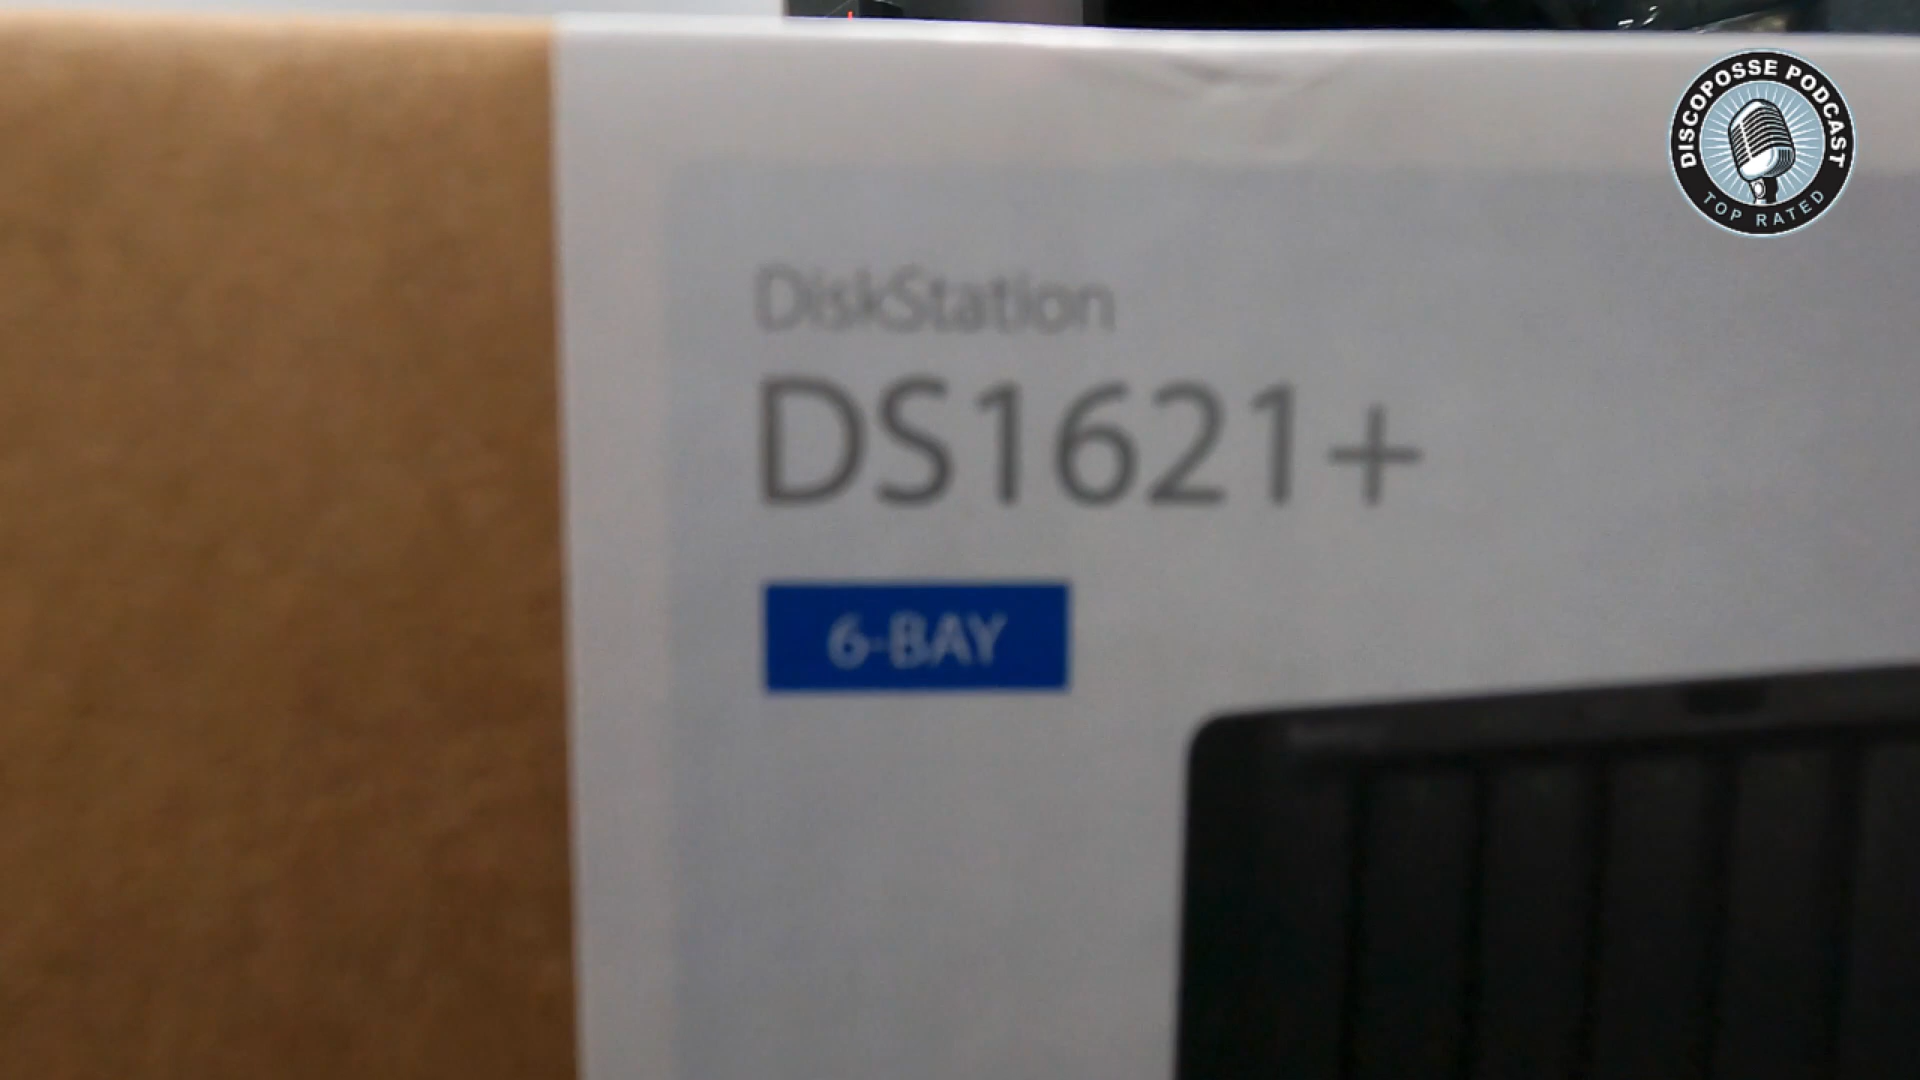 DISCOPOSSE PODCAST
TOP RATED
DiskStation
DS1621+
6-BAY